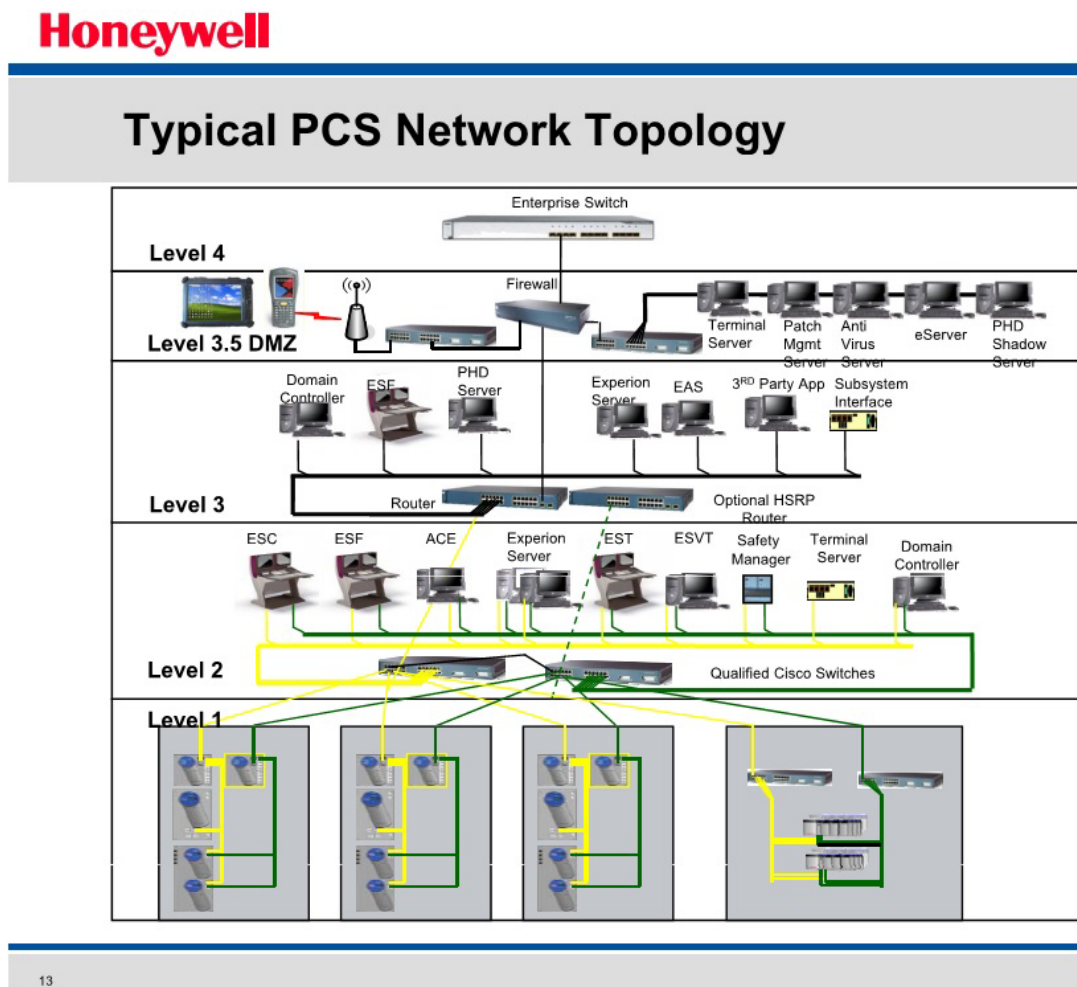 Honeywell
Typical PCS Network Topology
Enterprise Switch
Level 4
Firewall
Terminal
Server
Patch
Mgmt
Server
Anti
Virus
Server
eServer
PHD
Shadow
Server
Level 3.5 DMZ
Domain
Controller
ESF
PHD
Server
Experion
Server
EAS
3RD Party App
Subsystem
Interface
Level 3
Router
Optional HSRP
Router
ESC
ESF
ACE
Experion
Server
EST
ESVT
Safety
Manager
Terminal
Server
Domain
Controller
Level 2
Qualified Cisco Switches
Level 1
13